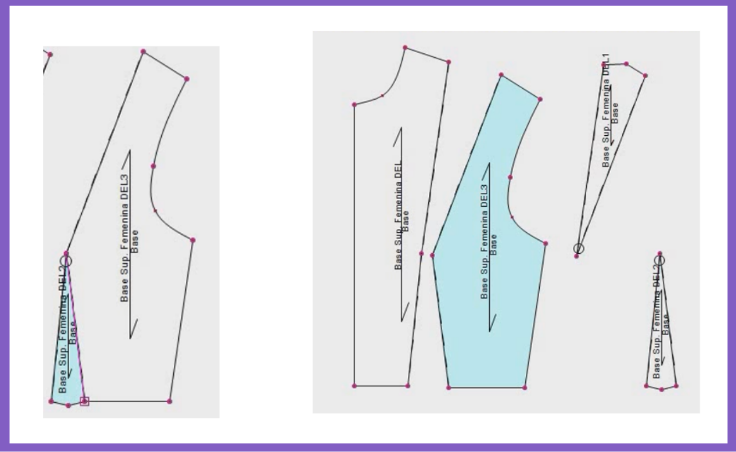 Base Sup. Femenina DEL2
Base
Base Sup. Femenina DEL3
Base
Base Sup. Femenina DEL
Base
Base Sup. Femenina DEL3
Base
Base Sup. Femenina DEL1
Base
Base Sup. Femenina DEL2
Base